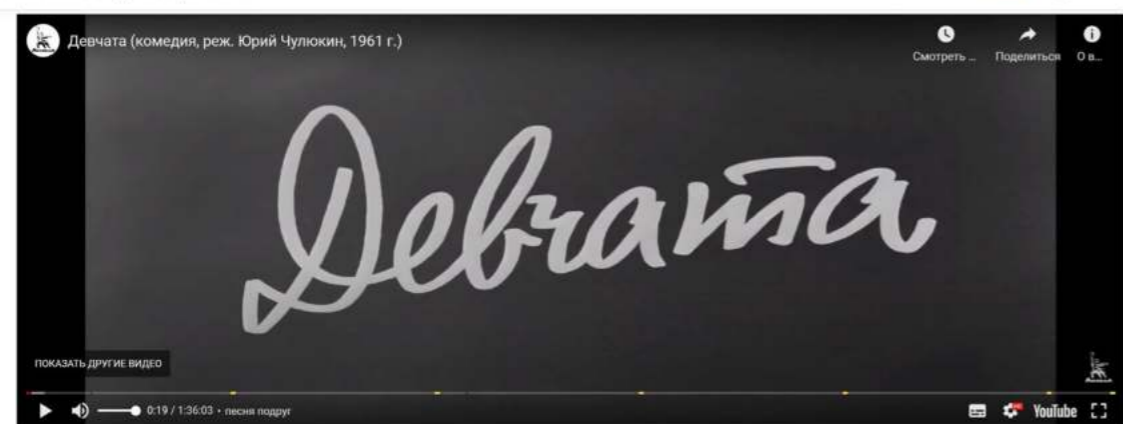 Девчата (комедия, реж. Юрий Чулюкин, 1961 г.)
Смотреть ...
Поделиться
О в...
Девчата
ПОКАЗАТЬ ДРУГИЕ ВИДЕО
0:19 / 1:36:03 • песня подруг
YouTube